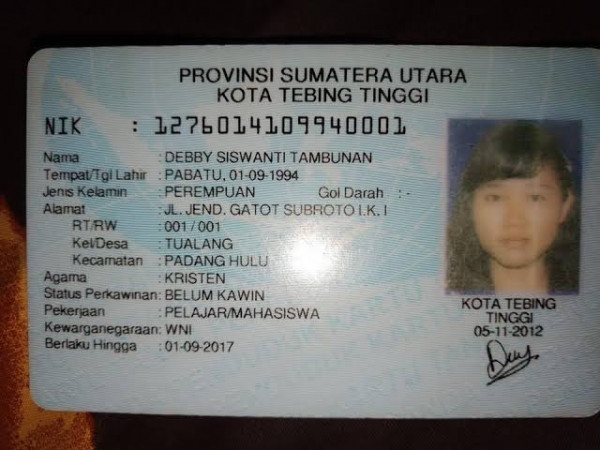 PROVINSI SUMATERA UTARA
KOTA TEBING TINGGI
NIK : 1276014109940001
Nama : DEBBY SISWANTI TAMBUNAN
Tempat/Tgl Lahir : PABATU, 01-09-1994
Jenis Kelamin : PEREMPUAN Gol Darah : -
Alamat : JL. JEND. GATOT SUBROTO I.K. I
RT/RW : 001 / 001
Kel/Desa : TUALANG
Kecamatan : PADANG HULU
Agama : KRISTEN
Status Perkawinan: BELUM KAWIN
Pekerjaan : PELAJAR/MAHASISWA
Kewarganegaraan: WNI
Berlaku Hingga : 01-09-2017
KOTA TEBING
TINGGI
05-11-2012